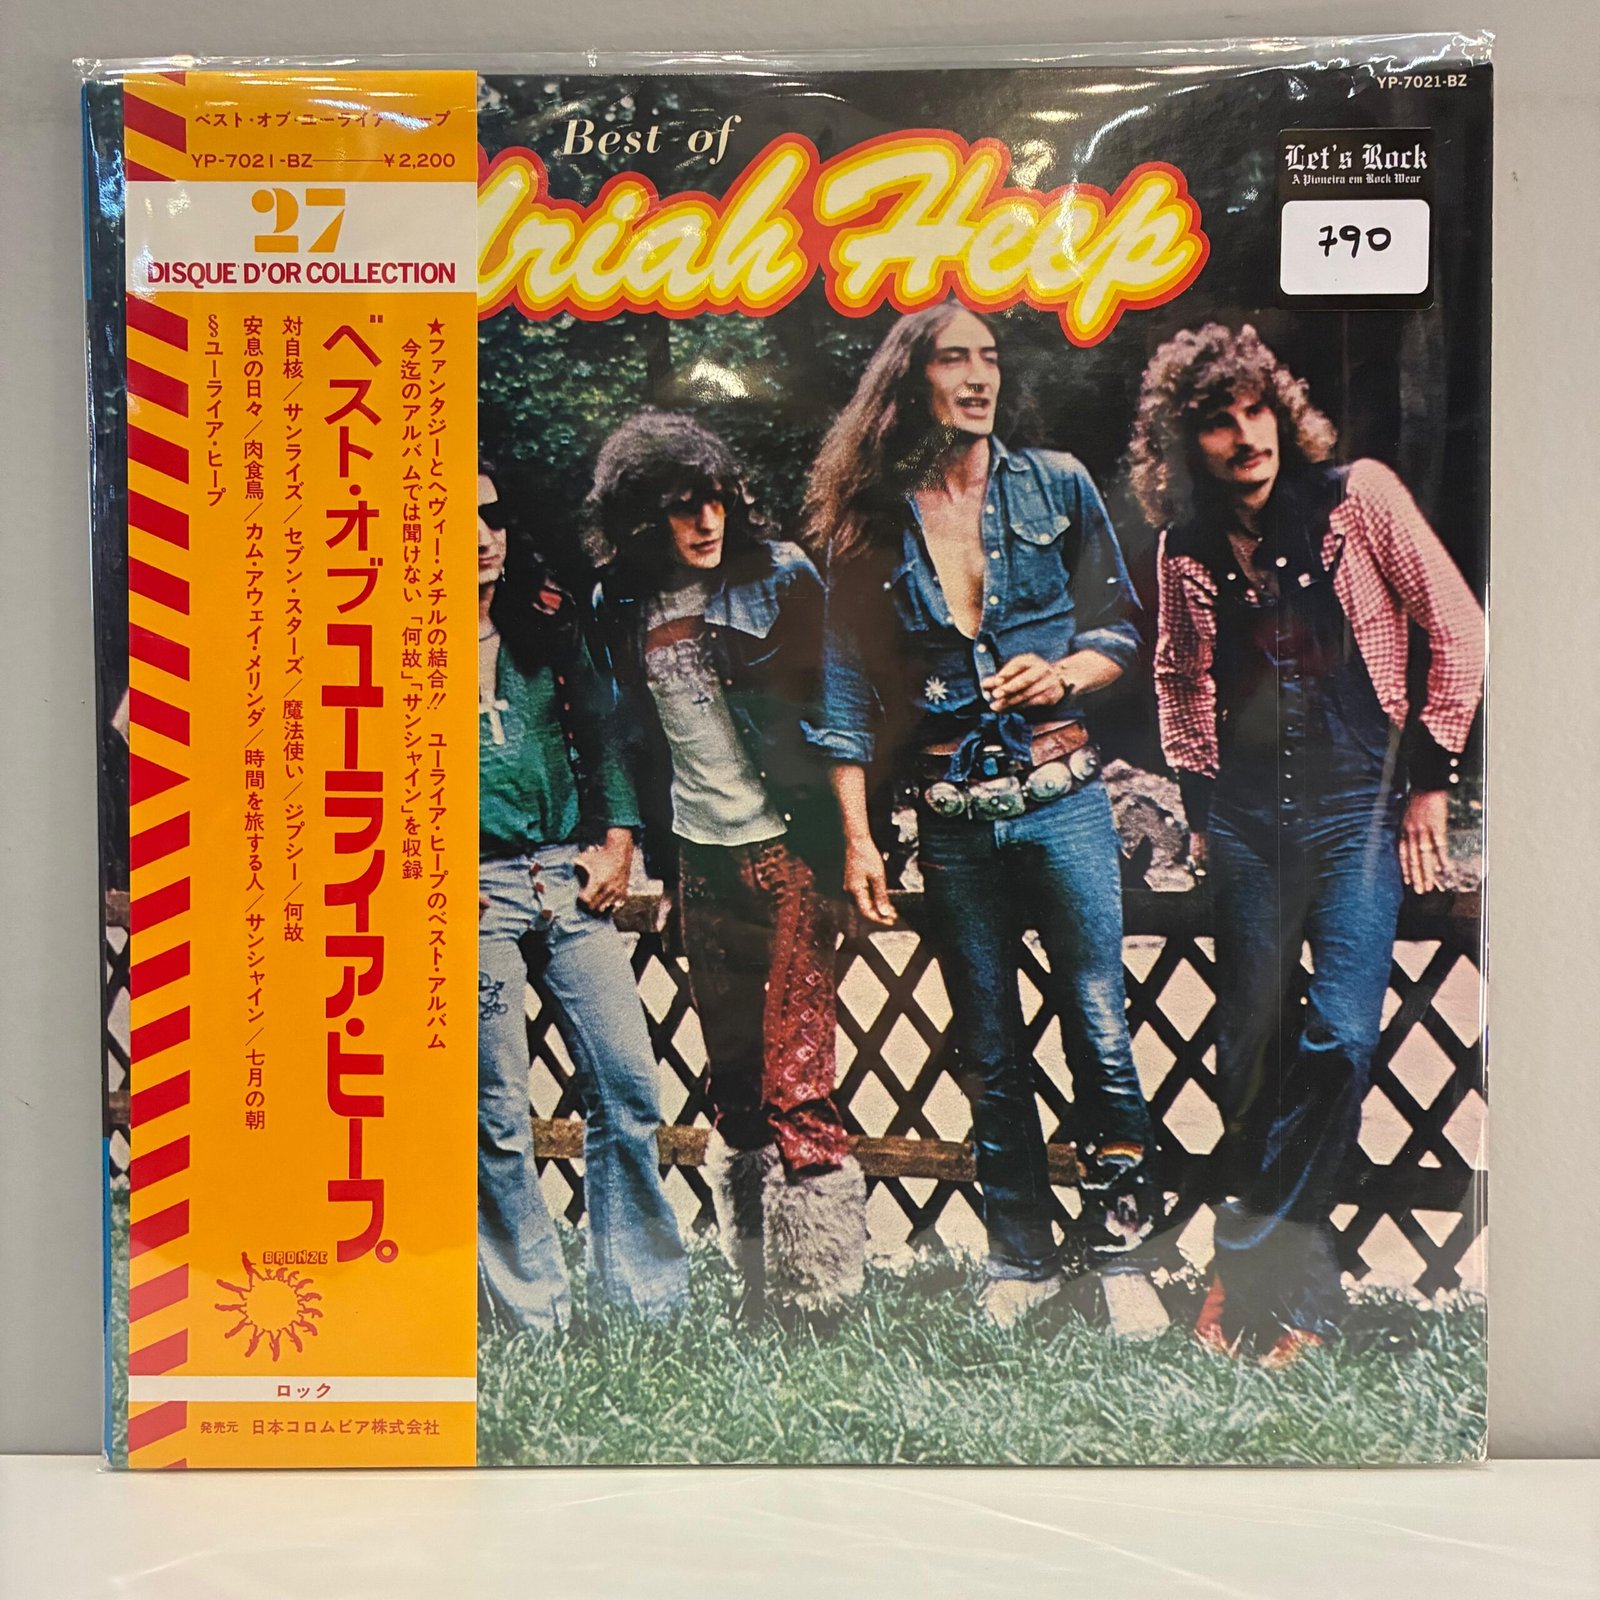 ベスト・オブ・ユーライア・ヒープ
YP-7021-BZ———¥2,200
27
DISQUE D'OR COLLECTION
★ファンタジーとヘヴィー・メチルの結合!! ユーライア・ヒープのベスト・アルバム
今迄のアルバムでは聞けない「何故」「サンシャイン」を収録
ベスト・オブユーライア・ヒープ。
対自核/サンライズ/セブン・スターズ/魔法使い/ジプシー/何故
安息の日々/肉食鳥/カム・アウェイ・メリンダ/時間を旅する人/サンシャイン/七月の朝
§ユーライア・ヒープ
BRONZE
ロック
発売元 日本コロムビア株式会社
YP-7021-BZ
Best of
Uriah Heep
Let's Rock
A Pioneira em Rock Wear
790